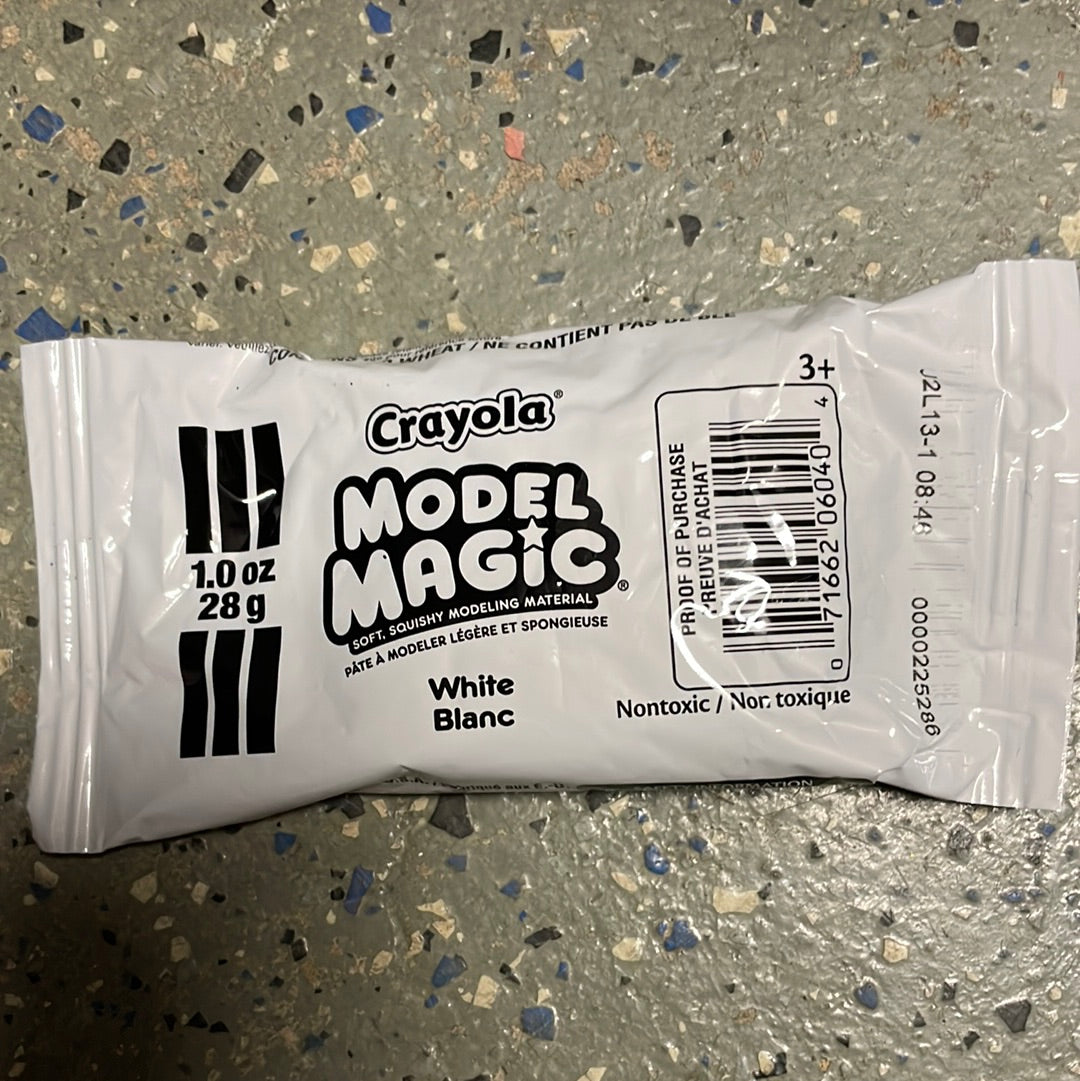 WHEAT / NE CONTIENT PAS DE BLÉ
Crayola®
MODEL
MAGIC®
SOFT, SQUISHY MODELING MATERIAL
PÂTE À MODELER LÉGÈRE ET SPONGIEUSE
White
Blanc
1.0 OZ
28 g
3+
PROOF OF PURCHASE
PREUVE D'ACHAT
0 71662 06040 4
Nontoxic / Non toxique
J2L13-1 08:48
0000225286